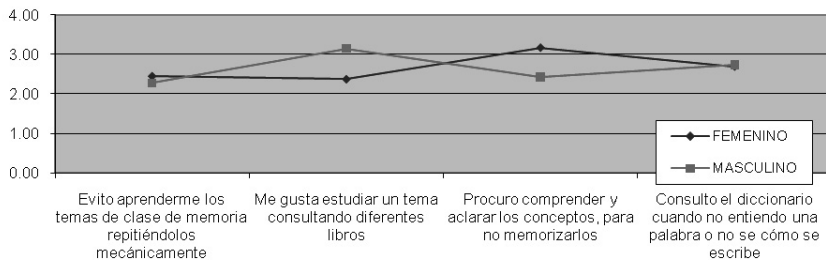 4.00
3.00
2.00
1.00
0.00
FEMENINO
MASCULINO
Evito aprenderme los
temas de clase de memoria
repitiéndolos
mecánicamente
Me gusta estudiar un tema
consultando diferentes
libros
Procuro comprender y
aclarar los conceptos, para
no memorizarlos
Consulto el diccionario
cuando no entiendo una
palabra o no se cómo se
escribe